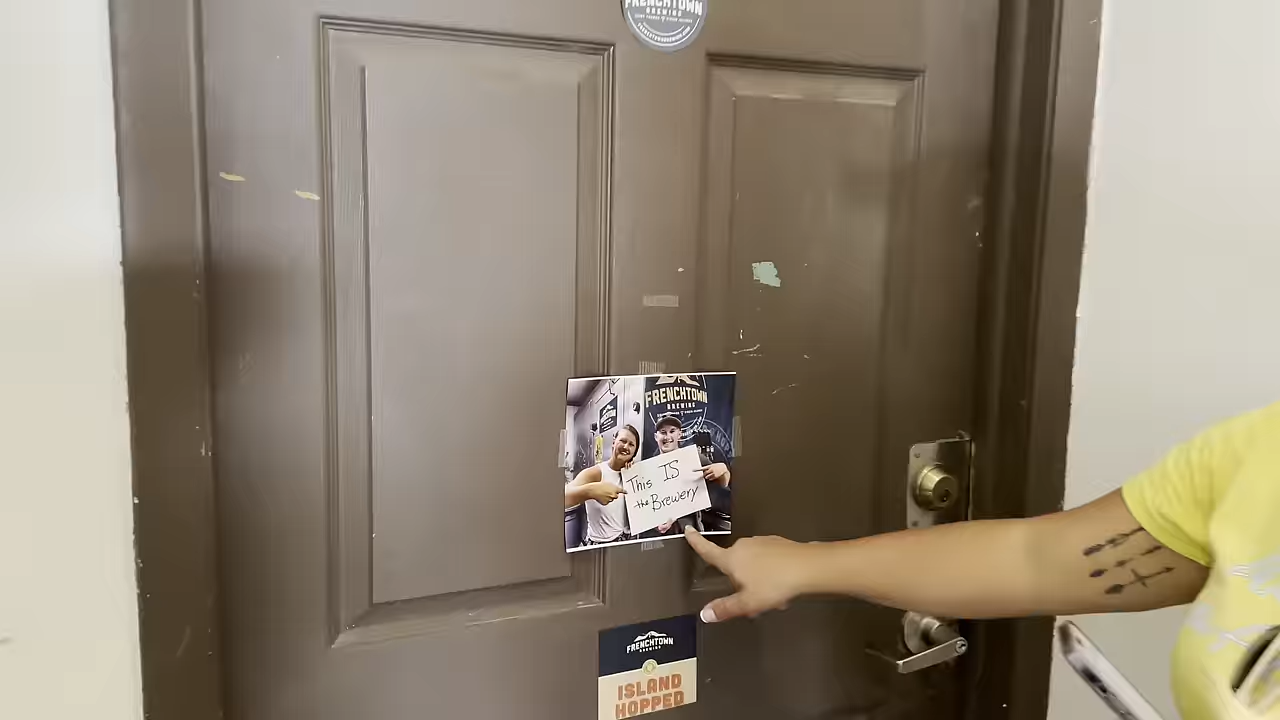 FRENCHTOWN
BREWING
FRENCHTOWN
BREWING
This IS
the Brewery
FRENCHTOWN
BREWING
ISLAND
HOPPED